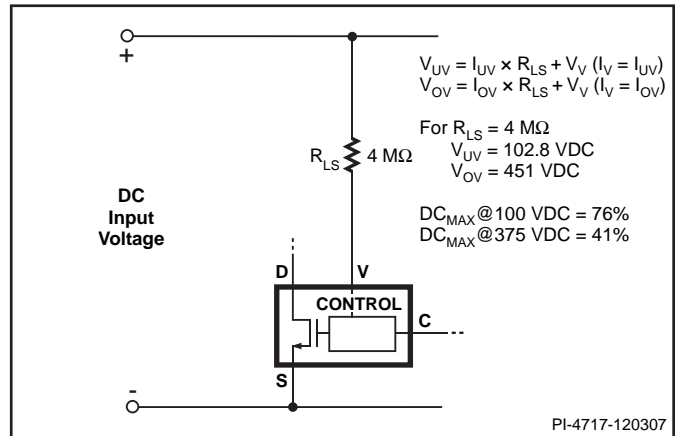 +
V_UV = I_UV × R_LS + V_V (I_V = I_UV)
V_OV = I_OV × R_LS + V_V (I_V = I_OV)
For R_LS = 4 MΩ
V_UV = 102.8 VDC
V_OV = 451 VDC
DC_MAX@100 VDC = 76%
DC_MAX@375 VDC = 41%
R_LS
4 MΩ
DC
Input
Voltage
D
V
CONTROL
C
S
-
PI-4717-120307